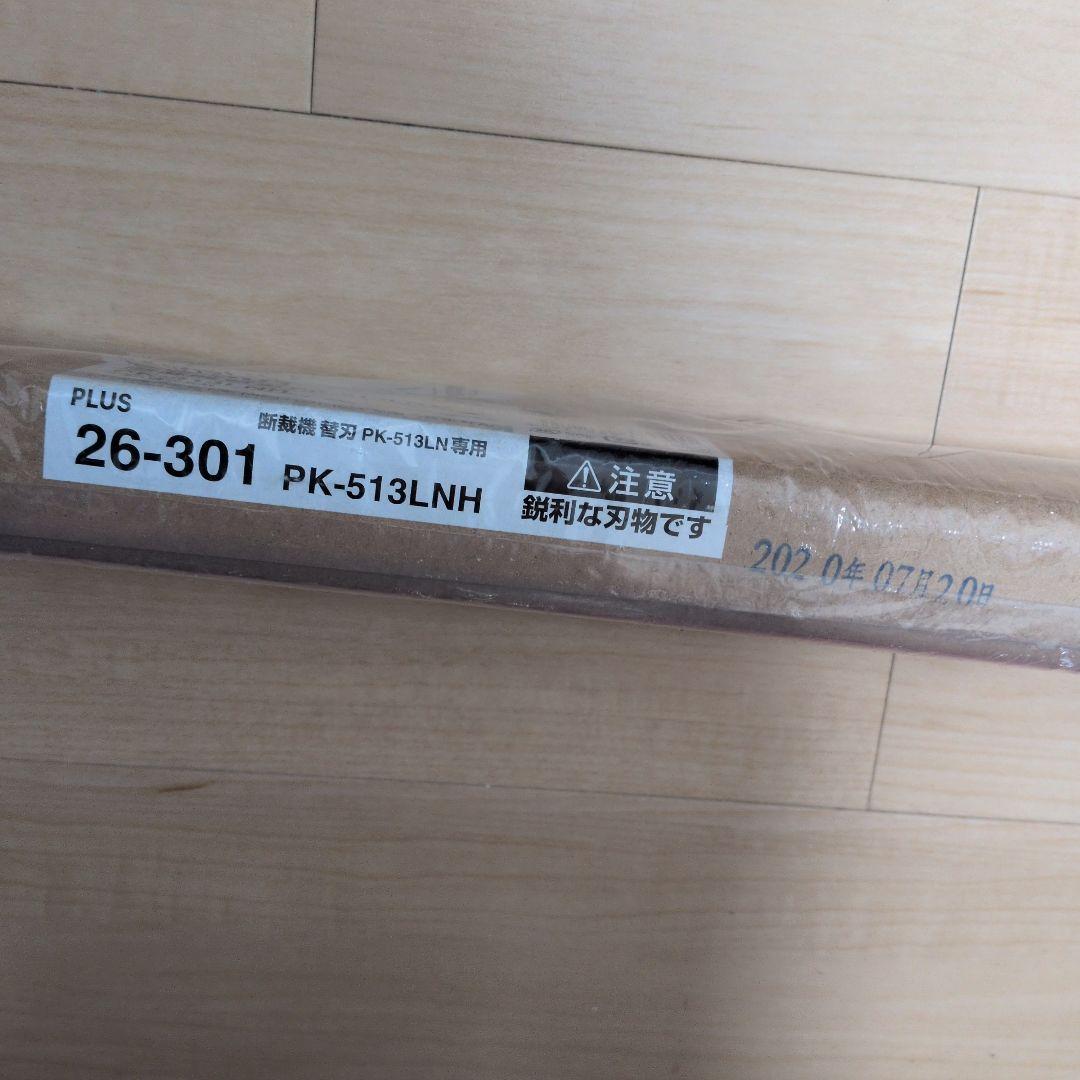 PLUS
断裁機 替刃 PK-513LN専用
26-301 PK-513LNH
⚠注意
鋭利な刃物です
2020年07月20日